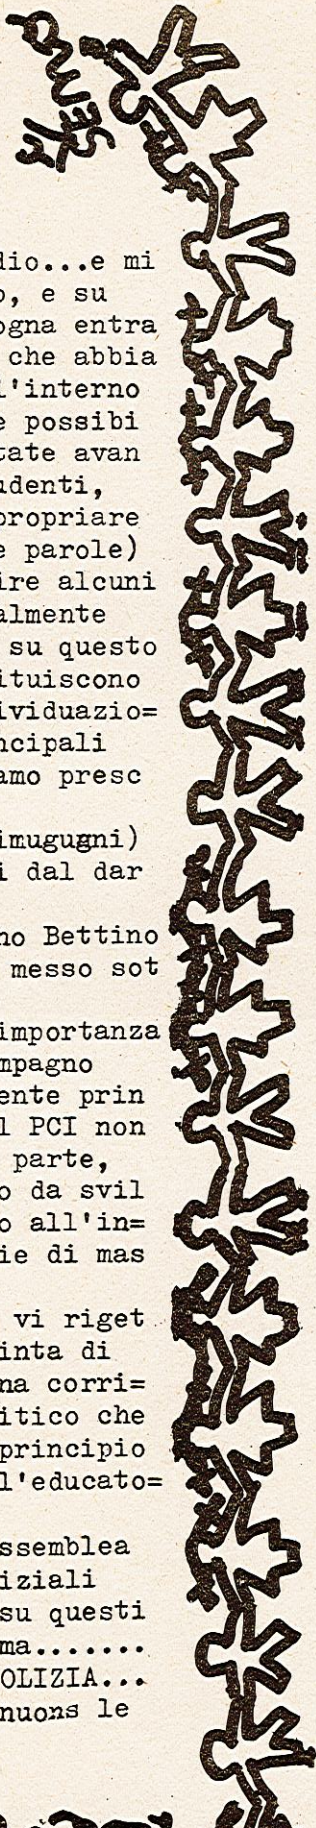 dio...e mi
o, e su
ogna entra
che abbia
l'interno
e possibi
tate avan
udenti,
propriare
e parole)
ire alcuni
almente
su questo
ituiscono
ividuazio=
ncipali
amo presc
imugugni)
i dal dar
no Bettino
messo sot
importanza
mpagno
ente prin
l PCI non
parte,
o da svil
o all'in=
ie di mas
vi riget
inta di
na corri=
itico che
principio
l'educato=
ssemblea
iziali
su questi
ma.......
OLIZIA...
nuons le